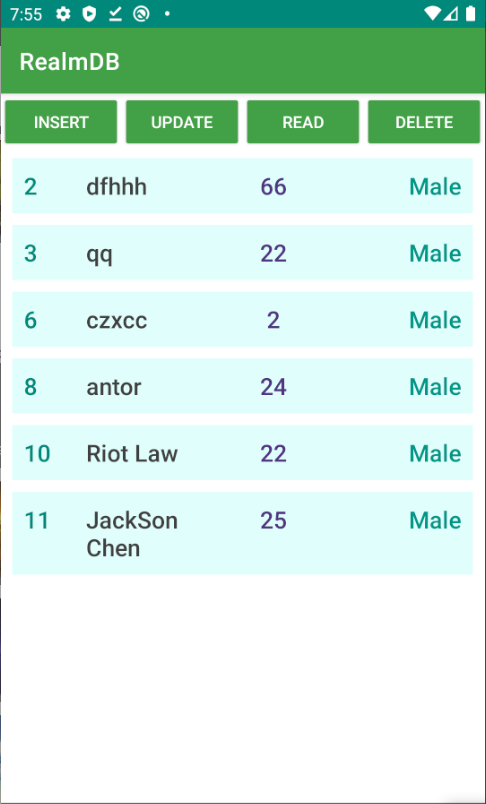 7:55
RealmDB
INSERT UPDATE READ DELETE
2 dfhhh 66 Male
3 qq 22 Male
6 czxcc 2 Male
8 antor 24 Male
10 Riot Law 22 Male
11 JackSon 25 Male
Chen